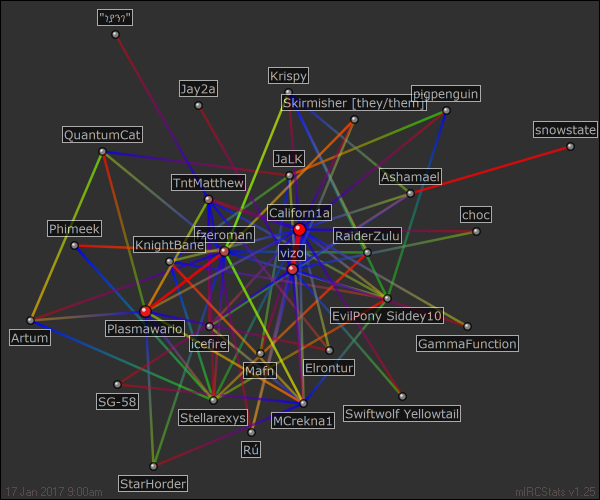 Jay2a
Krispy
Skirmisher [they/them]
pigpenguin
snowstate
QuantumCat
JaLK
TntMatthew
Ashamael
Californ1a
choc
Phimeek
KnightBane
fzeroman
RaiderZulu
vizo
Plasmawario
EvilPony Siddey10
Artum
icefire
GammaFunction
Mafn
Elrontur
SG-58
Stellarexys
MCrekna1
Swiftwolf Yellowtail
Rú
StarHorder
17 Jan 2017 9:00am
mIRCStats v1.25